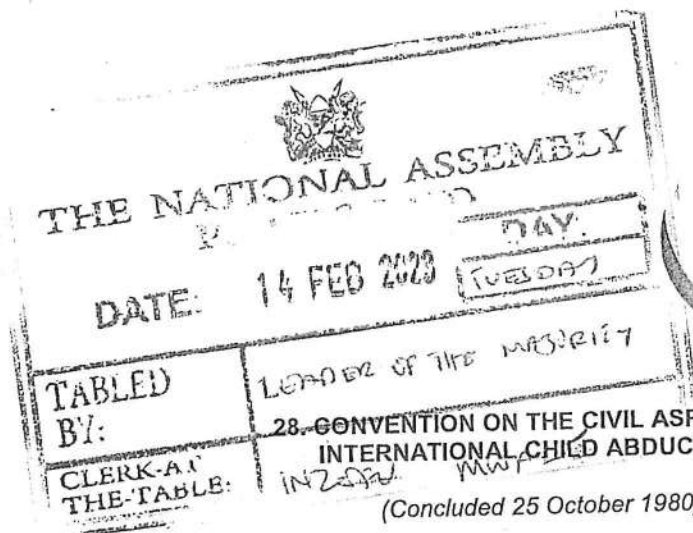 THE NATIONAL ASSEMBLY
DATE: 14 FEB 2023
DAY:
TUESDAY
TABLED BY:
LEADER OF THE MAJORITY
28. CONVENTION ON THE CIVIL ASP
INTERNATIONAL CHILD ABDUC
CLERK-AT THE-TABLE:
(Concluded 25 October 1980